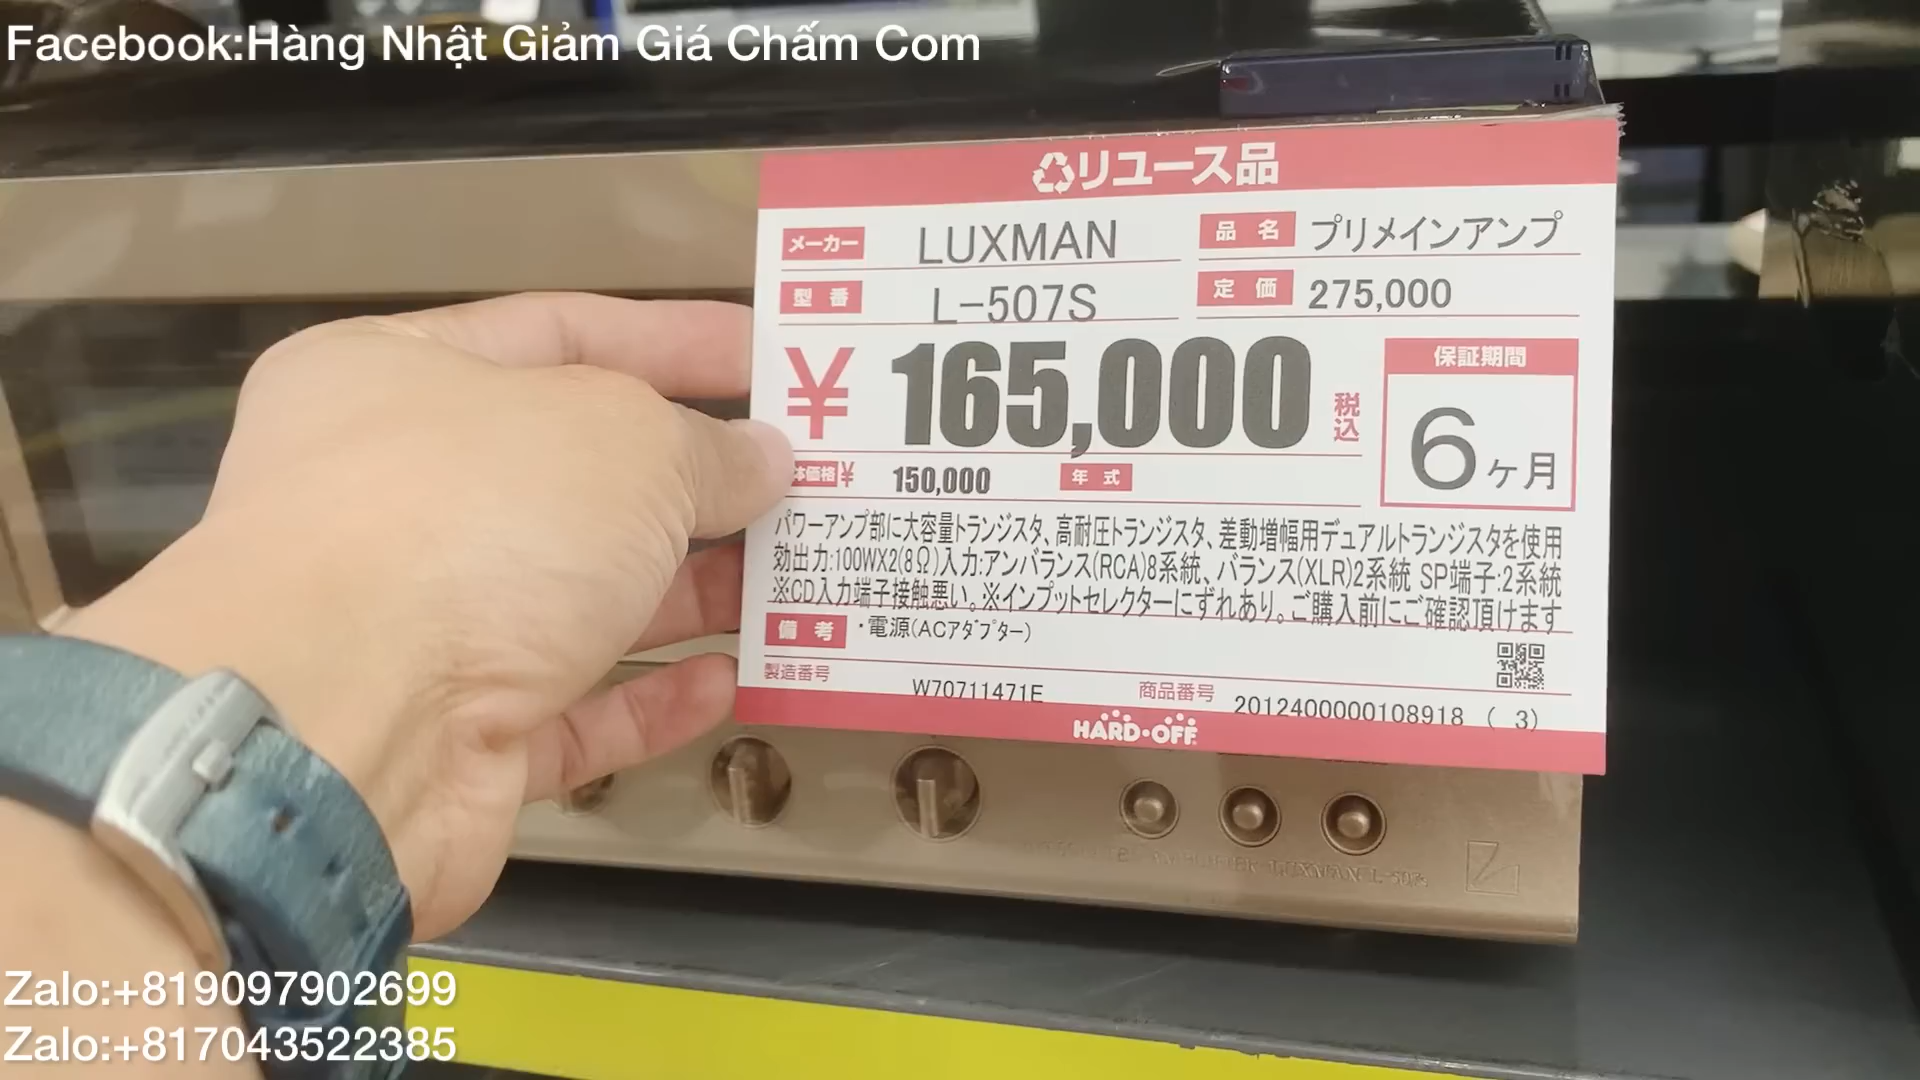 Facebook:Hàng Nhật Giảm Giá Chấm Com
リユース品
メーカー LUXMAN 品名 プリメインアンプ
型番 L-507S 定価 275,000
¥165,000 税込
保証期間
6ヶ月
体価格¥ 150,000 年式
パワーアンプ部に大容量トランジスタ、高耐圧トランジスタ、差動増幅用デュアルトランジスタを使用
効出力:100WX2(8Ω)入力:アンバランス(RCA)8系統、バランス(XLR)2系統 SP端子:2系統
※CD入力端子接触悪い。※インプットセレクターにずれあり。ご購入前にご確認頂けます
備考 ・電源(ACアダプター)
製造番号 W70711471E 商品番号 2012400000108918 ( 3)
HARD・OFF
AMPLIFIER LUXMAN L-507s
Zalo:+819097902699
Zalo:+817043522385